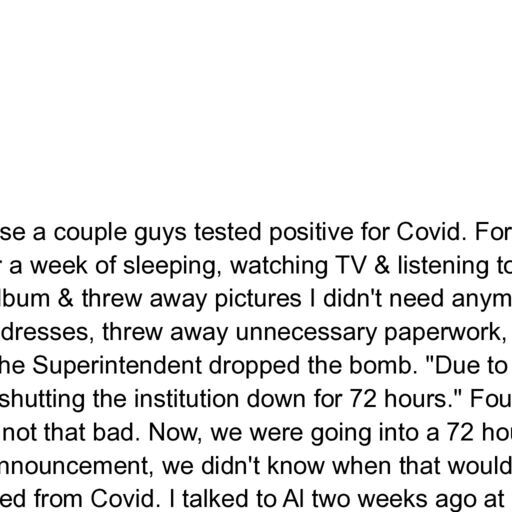 se a couple guys tested positive for Covid. For
a week of sleeping, watching TV & listening to
lbum & threw away pictures I didn't need anym
dresses, threw away unnecessary paperwork,
he Superintendent dropped the bomb. "Due to
shutting the institution down for 72 hours." Fou
not that bad. Now, we were going into a 72 hou
nnouncement, we didn't know when that would
ed from Covid. I talked to Al two weeks ago at